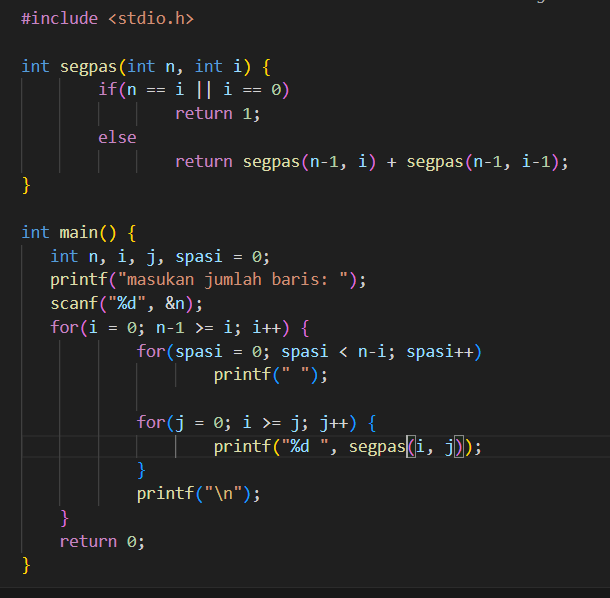 #include <stdio.h>
int segpas(int n, int i) {
if(n == i || i == 0)
return 1;
else
return segpas(n-1, i) + segpas(n-1, i-1);
}
int main() {
int n, i, j, spasi = 0;
printf("masukan jumlah baris: ");
scanf("%d", &n);
for(i = 0; n-1 >= i; i++) {
for(spasi = 0; spasi < n-i; spasi++)
printf(" ");
for(j = 0; i >= j; j++) {
printf("%d ", segpas(i, j));
}
printf("\n");
}
return 0;
}